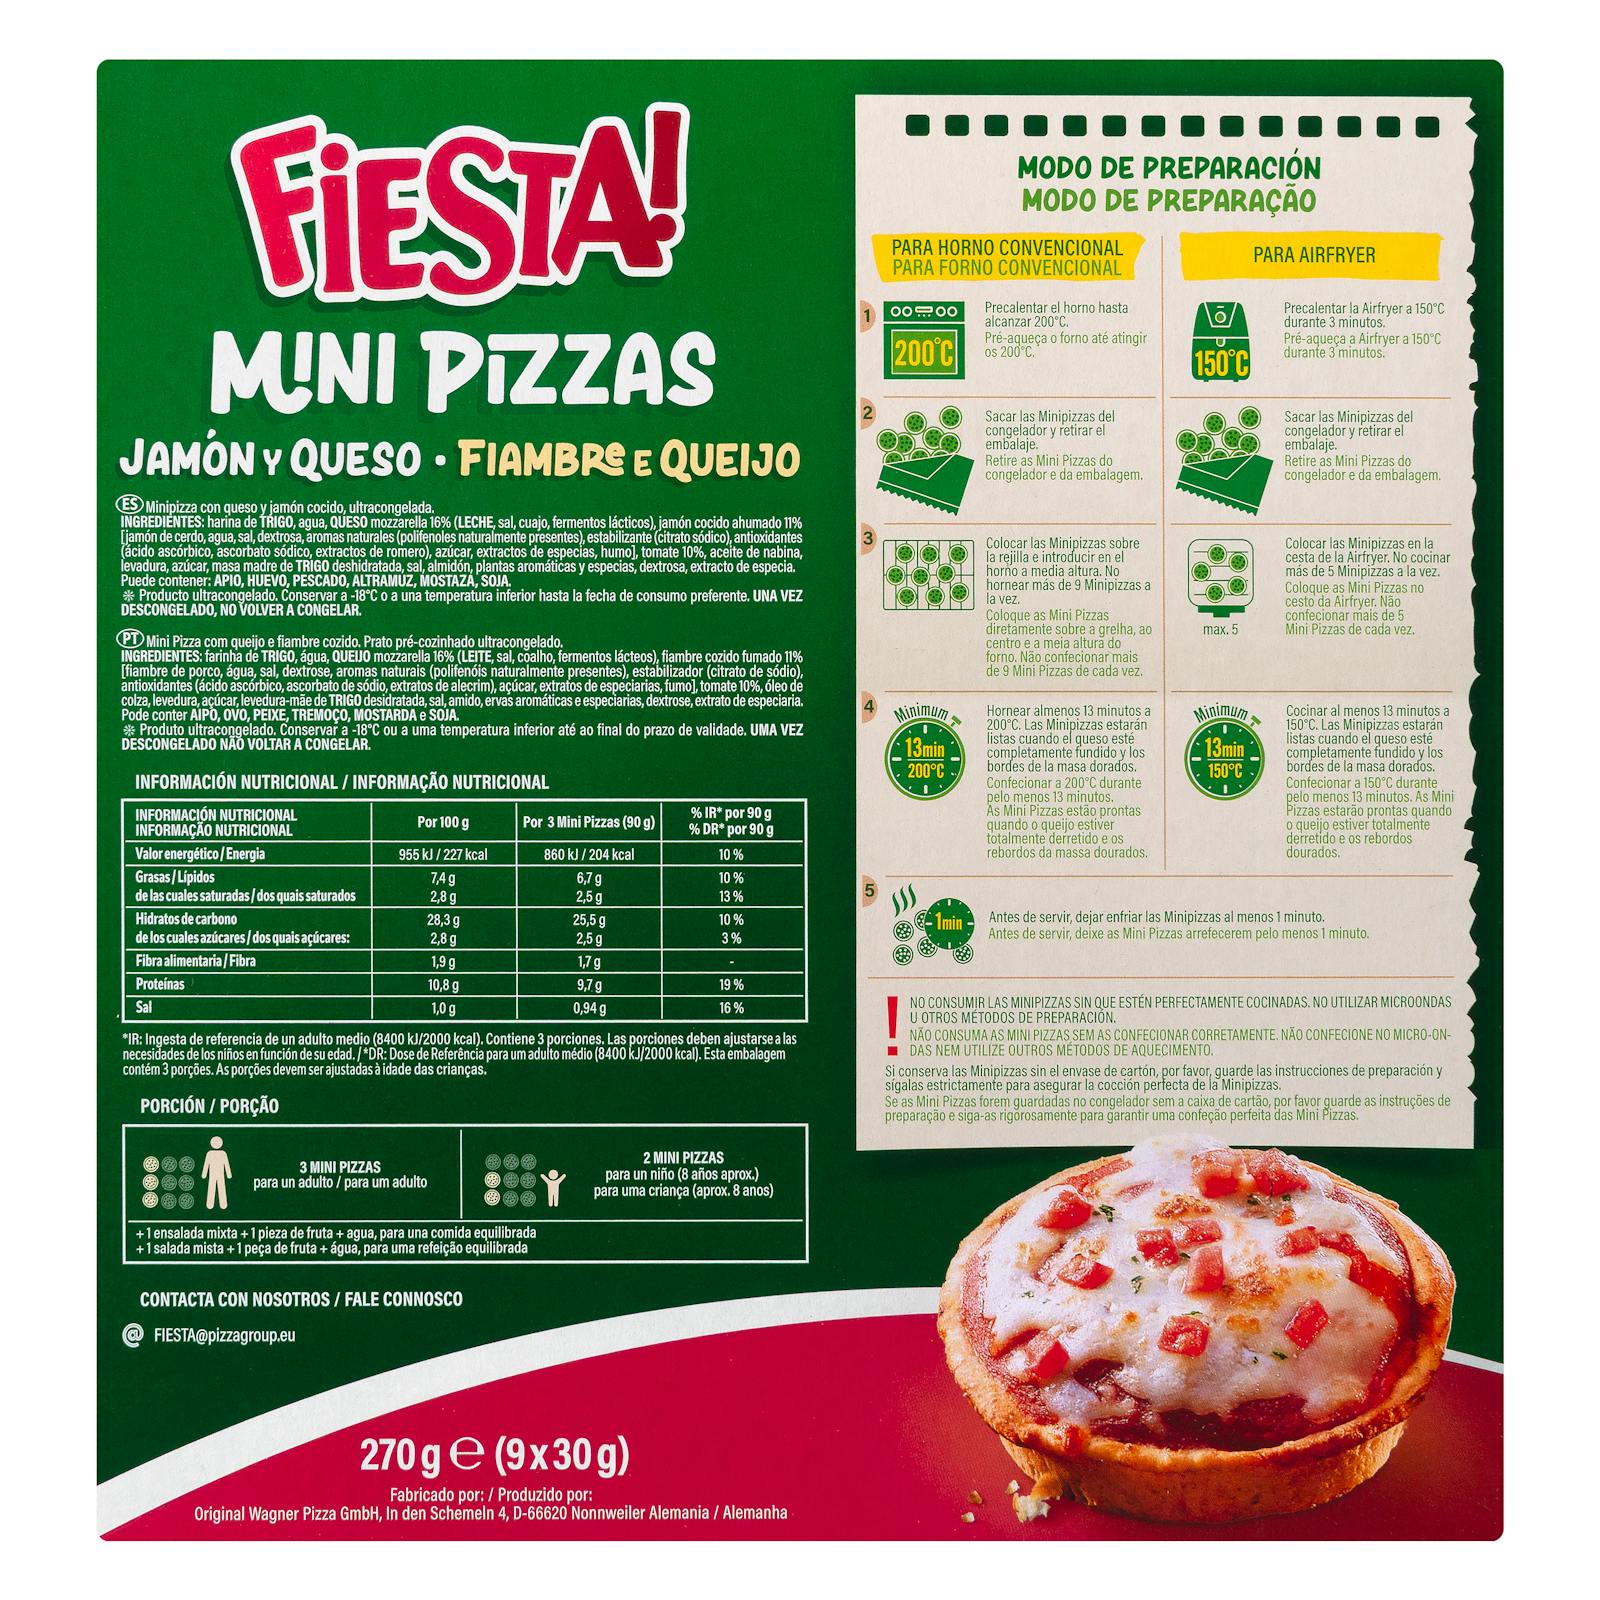 FiESTA!
MiNi PiZZAS
JAMÓN Y QUESO • FIAMBRe E QUEIJO
ES Minipizza con queso y jamón cocido, ultracongelada.
INGREDIENTES: harina de TRIGO, agua, QUESO mozzarella 16% (LECHE, sal, cuajo, fermentos lácticos), jamón cocido ahumado 11%
[jamón de cerdo, agua, sal, dextrosa, aromas naturales (polifenoles naturalmente presentes), estabilizante (citrato sódico), antioxidantes
(ácido ascórbico, ascorbato sódico, extractos de romero), azúcar, extractos de especias, humo], tomate 10%, aceite de nabina,
levadura, azúcar, masa madre de TRIGO deshidratada, sal, almidón, plantas aromáticas y especias, dextrosa, extracto de especia.
Puede contener: APIO, HUEVO, PESCADO, ALTRAMUZ, MOSTAZA, SOJA.
Producto ultracongelado. Conservar a -18°C o a una temperatura inferior hasta la fecha de consumo preferente. UNA VEZ
DESCONGELADO, NO VOLVER A CONGELAR.
PT Mini Pizza com queijo e fiambre cozido. Prato pré-cozinhado ultracongelado.
INGREDIENTES: farinha de TRIGO, água, QUEIJO mozzarella 16% (LEITE, sal, coalho, fermentos lácteos), fiambre cozido fumado 11%
[fiambre de porco, água, sal, dextrose, aromas naturais (polifenóis naturalmente presentes), estabilizador (citrato de sódio),
antioxidantes (ácido ascórbico, ascorbato de sódio, extratos de alecrim), açúcar, extratos de especiarias, fumo], tomate 10%, óleo de
colza, levedura, açúcar, levedura-mãe de TRIGO desidratada, sal, amido, ervas aromáticas e especiarias, dextrose, extrato de especiaria.
Pode conter AIPO, OVO, PEIXE, TREMOÇO, MOSTARDA e SOJA.
Produto ultracongelado. Conservar a -18°C ou a uma temperatura inferior até ao final do prazo de validade. UMA VEZ
DESCONGELADO NÃO VOLTAR A CONGELAR.
INFORMACIÓN NUTRICIONAL / INFORMAÇÃO NUTRICIONAL
INFORMACIÓN NUTRICIONAL
INFORMAÇÃO NUTRICIONAL
Por 100 g
Por 3 Mini Pizzas (90 g)
% IR* por 90 g
% DR* por 90 g
Valor energético / Energia 955 kJ / 227 kcal 860 kJ / 204 kcal 10 %
Grasas / Lípidos 7,4 g 6,7 g 10 %
de las cuales saturadas / dos quais saturados 2,8 g 2,5 g 13 %
Hidratos de carbono 28,3 g 25,5 g 10 %
de los cuales azúcares / dos quais açúcares: 2,8 g 2,5 g 3 %
Fibra alimentaria / Fibra 1,9 g 1,7 g -
Proteínas 10,8 g 9,7 g 19 %
Sal 1,0 g 0,94 g 16 %
*IR: Ingesta de referencia de un adulto medio (8400 kJ/2000 kcal). Contiene 3 porciones. Las porciones deben ajustarse a las
necesidades de los niños en función de su edad. / *DR: Dose de Referência para um adulto médio (8400 kJ/2000 kcal). Esta embalagem
contém 3 porções. As porções devem ser ajustadas à idade das crianças.
PORCIÓN / PORÇÃO
3 MINI PIZZAS
para un adulto / para um adulto
2 MINI PIZZAS
para un niño (8 años aprox.)
para uma criança (aprox. 8 anos)
+ 1 ensalada mixta + 1 pieza de fruta + agua, para una comida equilibrada
+ 1 salada mista + 1 peça de fruta + água, para uma refeição equilibrada
CONTACTA CON NOSOTROS / FALE CONNOSCO
@ FIESTA@pizzagroup.eu
270 g ℮ (9 x 30 g)
Fabricado por: / Produzido por:
Original Wagner Pizza GmbH, In den Schemeln 4, D-66620 Nonnweiler Alemania / Alemanha
MODO DE PREPARACIÓN
MODO DE PREPARAÇÃO
PARA HORNO CONVENCIONAL
PARA FORNO CONVENCIONAL
PARA AIRFRYER
1
200°C
Precalentar el horno hasta
alcanzar 200°C.
Pré-aqueça o forno até atingir
os 200°C.
150°C
Precalentar la Airfryer a 150°C
durante 3 minutos.
Pré-aqueça a Airfryer a 150°C
durante 3 minutos.
2
Sacar las Minipizzas del
congelador y retirar el
embalaje.
Retire as Mini Pizzas do
congelador e da embalagem.
Sacar las Minipizzas del
congelador y retirar el
embalaje.
Retire as Mini Pizzas do
congelador e da embalagem.
3
Colocar las Minipizzas sobre
la rejilla e introducir en el
horno a media altura. No
hornear más de 9 Minipizzas a
la vez.
Coloque as Mini Pizzas
diretamente sobre a grelha, ao
centro e a meia altura do
forno. Não confecionar mais
de 9 Mini Pizzas de cada vez.
max. 5
Colocar las Minipizzas en la
cesta de la Airfryer. No cocinar
más de 5 Minipizzas a la vez.
Coloque as Mini Pizzas no
cesto da Airfryer. Não
confecionar mais de 5
Mini Pizzas de cada vez.
4
Minimum
13min
200°C
Hornear almenos 13 minutos a
200°C. Las Minipizzas estarán
listas cuando el queso esté
completamente fundido y los
bordes de la masa dorados.
Confecionar a 200°C durante
pelo menos 13 minutos.
As Mini Pizzas estão prontas
quando o queijo estiver
totalmente derretido e os
rebordos da massa dourados.
Minimum
13min
150°C
Cocinar al menos 13 minutos a
150°C. Las Minipizzas estarán
listas cuando el queso esté
completamente fundido y los
bordes de la masa dorados.
Confecionar a 150°C durante
pelo menos 13 minutos. As Mini
Pizzas estarão prontas quando
o queijo estiver totalmente
derretido e os rebordos
dourados.
5
1min
Antes de servir, dejar enfriar las Minipizzas al menos 1 minuto.
Antes de servir, deixe as Mini Pizzas arrefecerem pelo menos 1 minuto.
! NO CONSUMIR LAS MINIPIZZAS SIN QUE ESTÉN PERFECTAMENTE COCINADAS. NO UTILIZAR MICROONDAS
U OTROS MÉTODOS DE PREPARACIÓN.
NÃO CONSUMA AS MINI PIZZAS SEM AS CONFECIONAR CORRETAMENTE. NÃO CONFECIONE NO MICRO-ON-
DAS NEM UTILIZE OUTROS MÉTODOS DE AQUECIMENTO.
Si conserva las Minipizzas sin el envase de cartón, por favor, guarde las instrucciones de preparación y
sígalas estrictamente para asegurar la cocción perfecta de la Minipizzas.
Se as Mini Pizzas forem guardadas no congelador sem a caixa de cartão, por favor guarde as instruções de
preparação e siga-as rigorosamente para garantir uma confeção perfeita das Mini Pizzas.